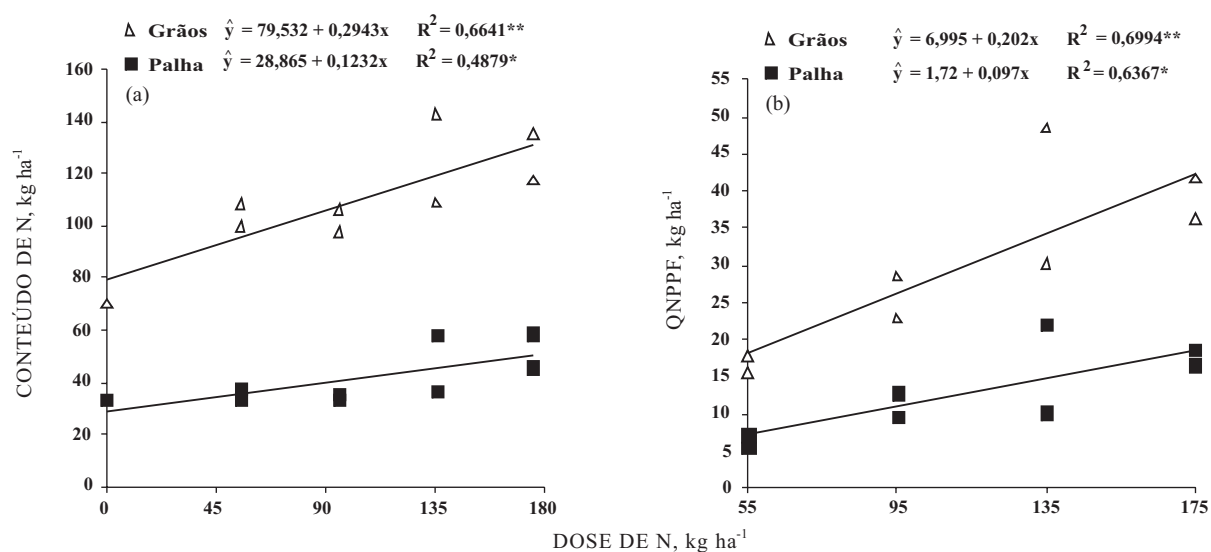 Grãos ŷ = 79,532 + 0,2943x R² = 0,6641**
Palha ŷ = 28,865 + 0,1232x R² = 0,4879*
(a)
CONTEÚDO DE N, kg ha⁻¹
160
140
120
100
80
60
40
20
0
0 45 90 135 180
Grãos ŷ = 6,995 + 0,202x R² = 0,6994**
Palha ŷ = 1,72 + 0,097x R² = 0,6367*
(b)
QNPPF, kg ha⁻¹
55
50
45
40
35
30
25
20
15
10
5
0
55 95 135 175
DOSE DE N, kg ha⁻¹